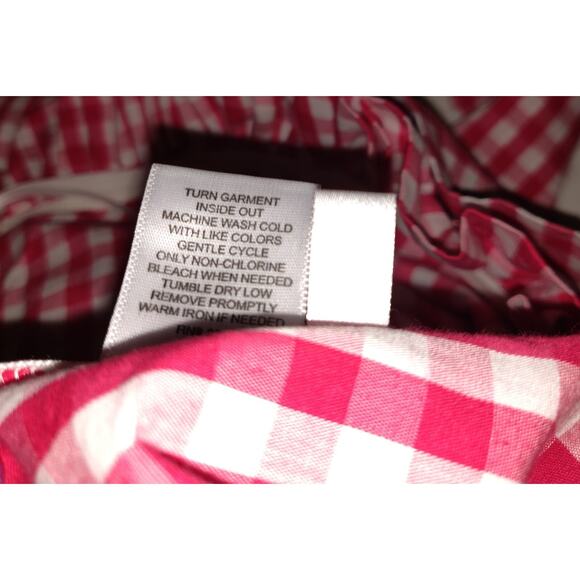 TURN GARMENT
INSIDE OUT
MACHINE WASH COLD
WITH LIKE COLORS
GENTLE CYCLE
ONLY NON-CHLORINE
BLEACH WHEN NEEDED
TUMBLE DRY LOW
REMOVE PROMPTLY
WARM IRON IF NEEDED